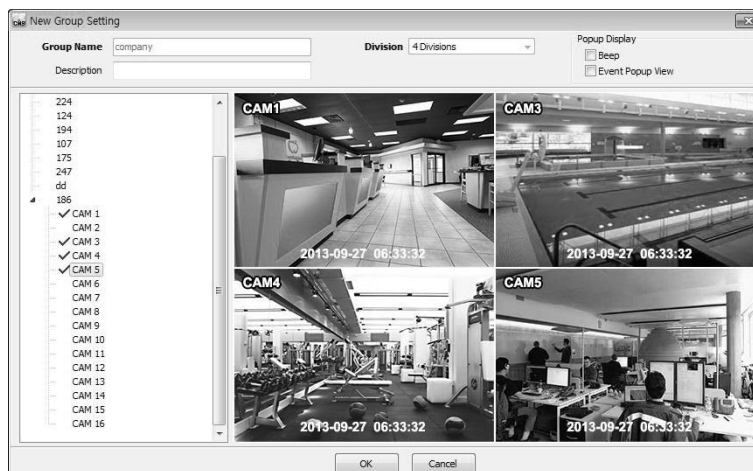 CMS New Group Setting
Group Name company
Division 4 Divisions
Popup Display
Beep
Description
Event Popup View
224
124
194
107
175
247
dd
186
CAM 1
CAM 2
CAM 3
CAM 4
CAM 5
CAM 6
CAM 7
CAM 8
CAM 9
CAM 10
CAM 11
CAM 12
CAM 13
CAM 14
CAM 15
CAM 16
CAM1
2013-09-27 06:33:32
CAM3
2013-09-27 06:33:32
CAM4
2013-09-27 06:33:32
CAM5
2013-09-27 06:33:32
OK
Cancel